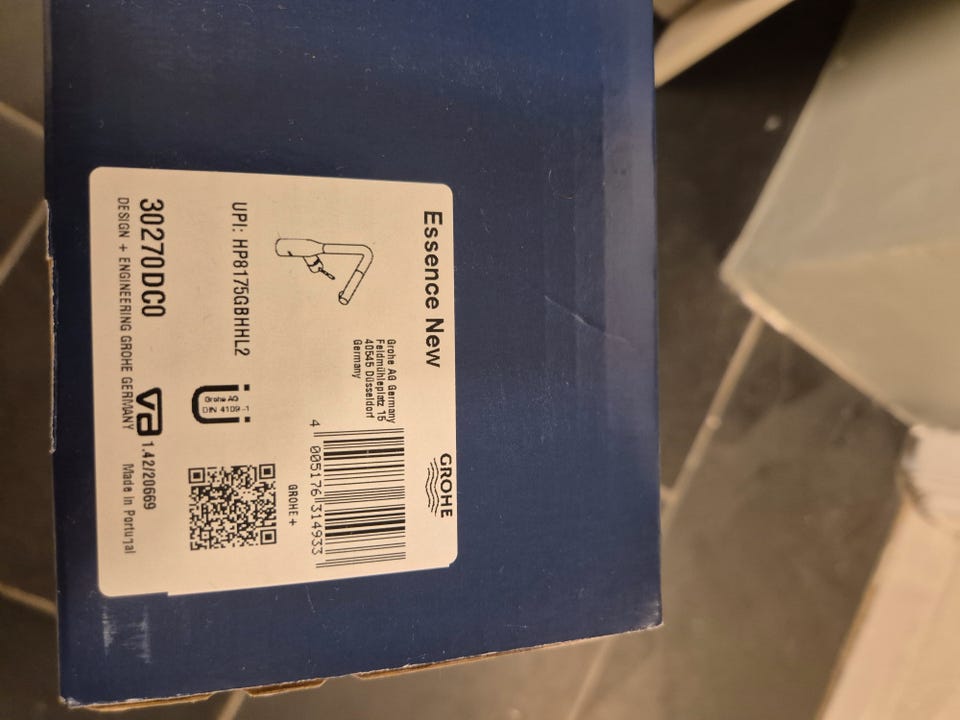 Essence New
GROHE
Grohe AG Germany
Feldmühleplatz 15
40545 Düsseldorf
Germany
4 005176 314933
GROHE+
UPI: HP8175GBHHL2
Grohe AG
DIN 4109-1
30270DC0
va 1.42/20669
DESIGN + ENGINEERING GROHE GERMANY
Made in Portugal